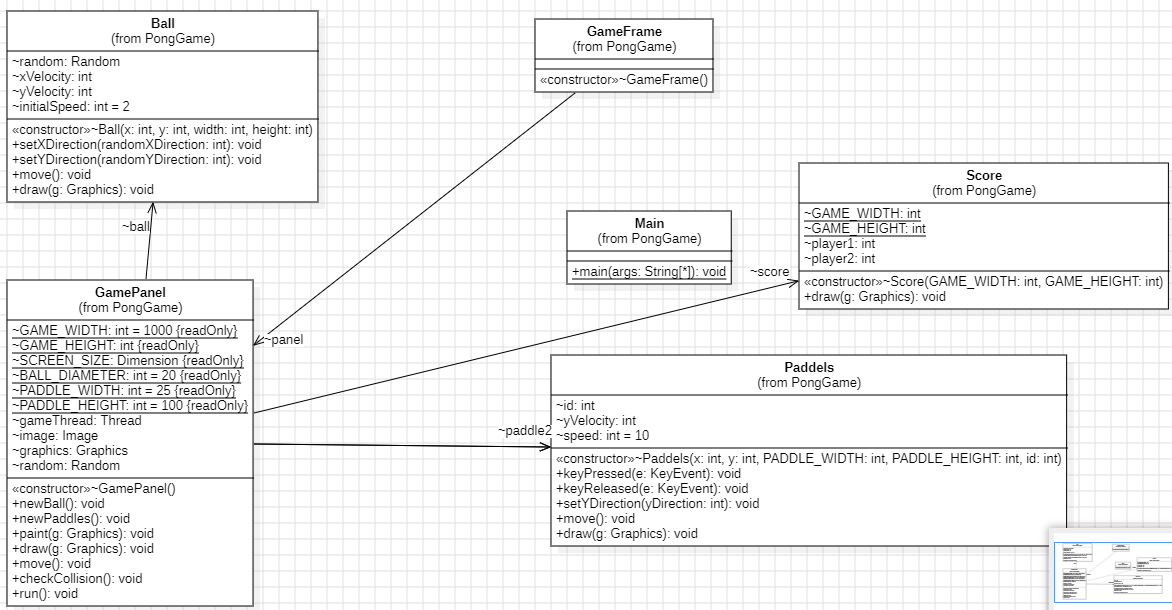 Ball
(from PongGame)
~random: Random
~xVelocity: int
~yVelocity: int
~initialSpeed: int = 2
«constructor»~Ball(x: int, y: int, width: int, height: int)
+setXDirection(randomXDirection: int): void
+setYDirection(randomYDirection: int): void
+move(): void
+draw(g: Graphics): void
GameFrame
(from PongGame)
«constructor»~GameFrame()
Score
(from PongGame)
~GAME_WIDTH: int
~GAME_HEIGHT: int
~player1: int
~player2: int
«constructor»~Score(GAME_WIDTH: int, GAME_HEIGHT: int)
+draw(g: Graphics): void
Main
(from PongGame)
+main(args: String[*]): void
~ball
~score
~panel
~paddle2
GamePanel
(from PongGame)
~GAME_WIDTH: int = 1000 {readOnly}
~GAME_HEIGHT: int {readOnly}
~SCREEN_SIZE: Dimension {readOnly}
~BALL_DIAMETER: int = 20 {readOnly}
~PADDLE_WIDTH: int = 25 {readOnly}
~PADDLE_HEIGHT: int = 100 {readOnly}
~gameThread: Thread
~image: Image
~graphics: Graphics
~random: Random
«constructor»~GamePanel()
+newBall(): void
+newPaddles(): void
+paint(g: Graphics): void
+draw(g: Graphics): void
+move(): void
+checkCollision(): void
+run(): void
Paddels
(from PongGame)
~id: int
~yVelocity: int
~speed: int = 10
«constructor»~Paddels(x: int, y: int, PADDLE_WIDTH: int, PADDLE_HEIGHT: int, id: int)
+keyPressed(e: KeyEvent): void
+keyReleased(e: KeyEvent): void
+setYDirection(yDirection: int): void
+move(): void
+draw(g: Graphics): void